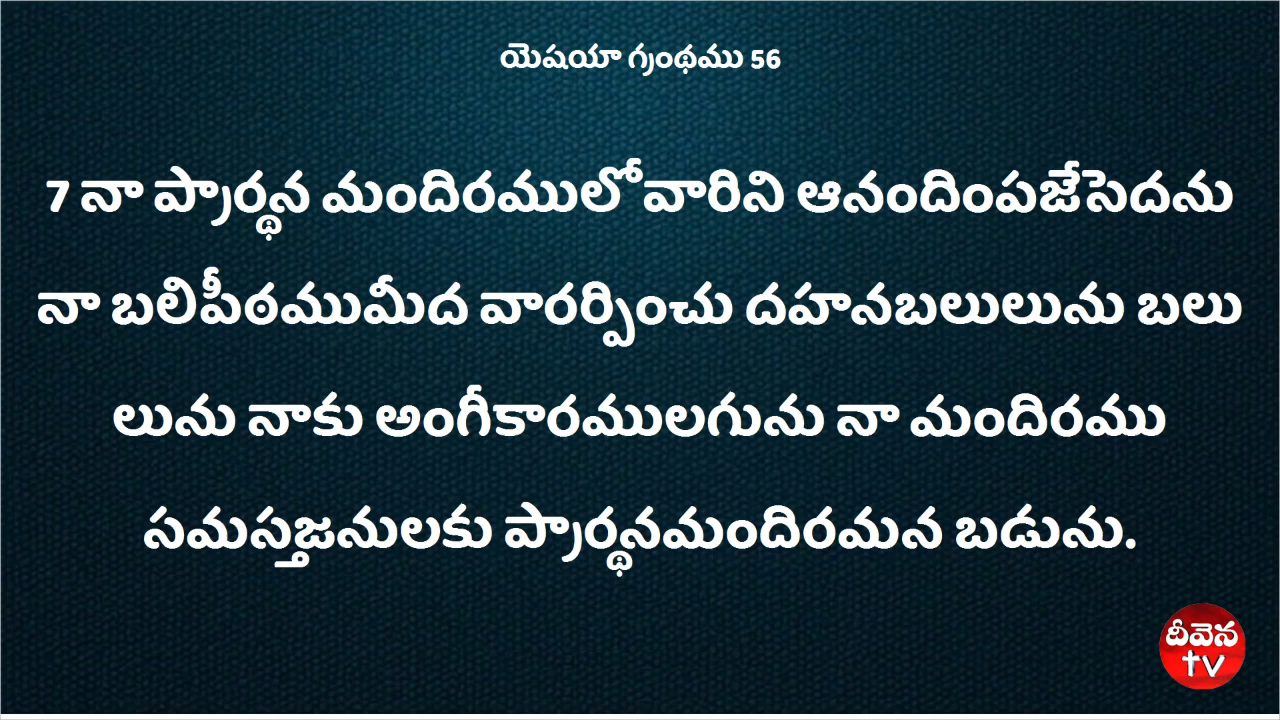 యెషయా గ్రంథము 56
7 నా ప్రార్థన మందిరములోవారిని ఆనందింపజేసెదను
నా బలిపీఠముమీద వారర్పించు దహనబలులును బలు
లును నాకు అంగీకారములగును నా మందిరము
సమస్తజనులకు ప్రార్థనమందిరమన బడును.
దీవెన
tv